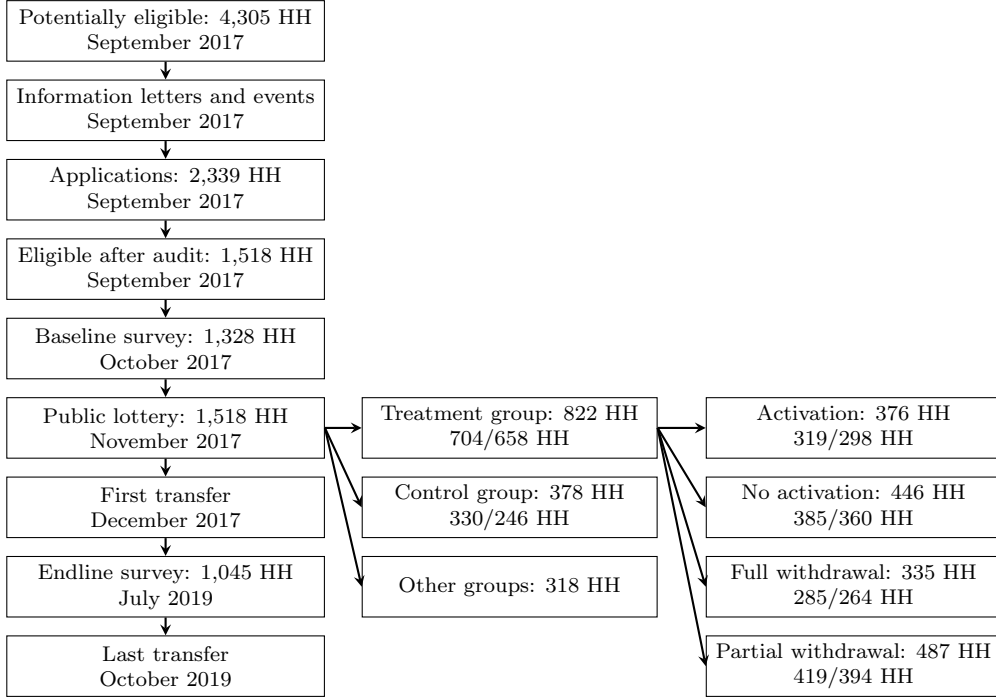 Potentially eligible: 4,305 HH
September 2017
Information letters and events
September 2017
Applications: 2,339 HH
September 2017
Eligible after audit: 1,518 HH
September 2017
Baseline survey: 1,328 HH
October 2017
Public lottery: 1,518 HH
November 2017
First transfer
December 2017
Endline survey: 1,045 HH
July 2019
Last transfer
October 2019
Treatment group: 822 HH
704/658 HH
Control group: 378 HH
330/246 HH
Other groups: 318 HH
Activation: 376 HH
319/298 HH
No activation: 446 HH
385/360 HH
Full withdrawal: 335 HH
285/264 HH
Partial withdrawal: 487 HH
419/394 HH